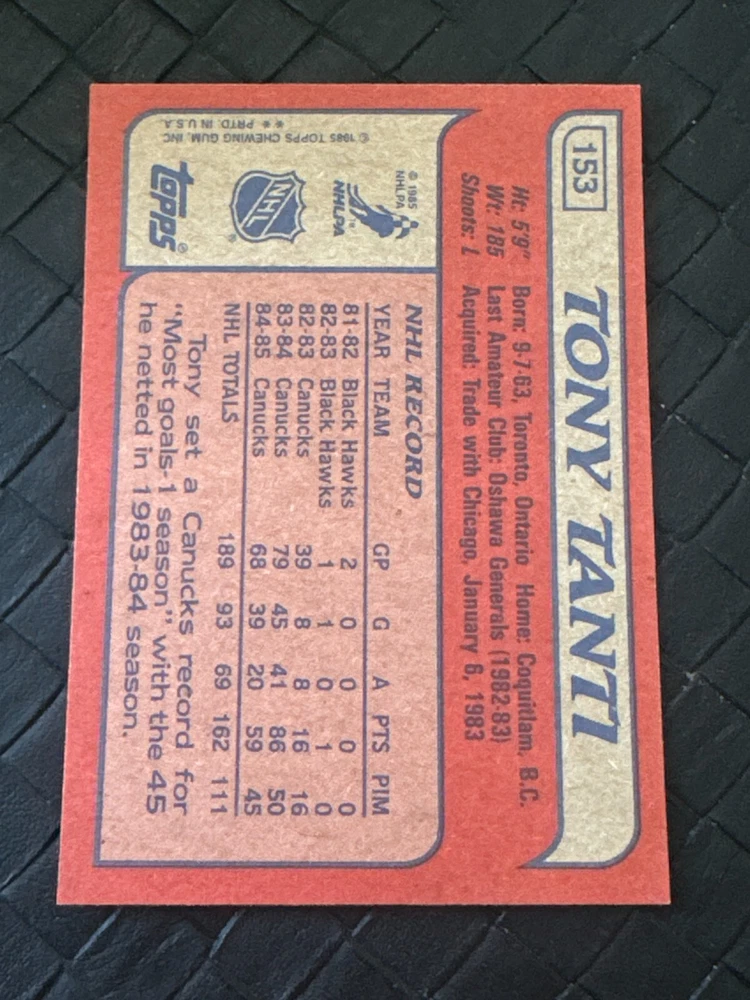 153
TONY TANTI
Ht: 5'9" Born: 9-7-63, Toronto, Ontario Home: Coquitlam, B.C.
Wt: 185 Last Amateur Club: Oshawa Generals (1982-83)
Shoots: L Acquired: Trade with Chicago, January 6, 1983
© 1985
NHLPA
NHLPA
NHL
topps®
© 1985 TOPPS CHEWING GUM, INC
** PRTD. IN U.S.A
NHL RECORD
YEAR TEAM GP G A PTS PIM
81-82 Black Hawks 2 0 0 0 0
82-83 Black Hawks 1 1 0 1 0
82-83 Canucks 39 8 8 16 16
83-84 Canucks 79 45 41 86 50
84-85 Canucks 68 39 20 59 45
NHL TOTALS 189 93 69 162 111
Tony set a Canucks record for
"Most goals-1 season" with the 45
he netted in 1983-84 season.